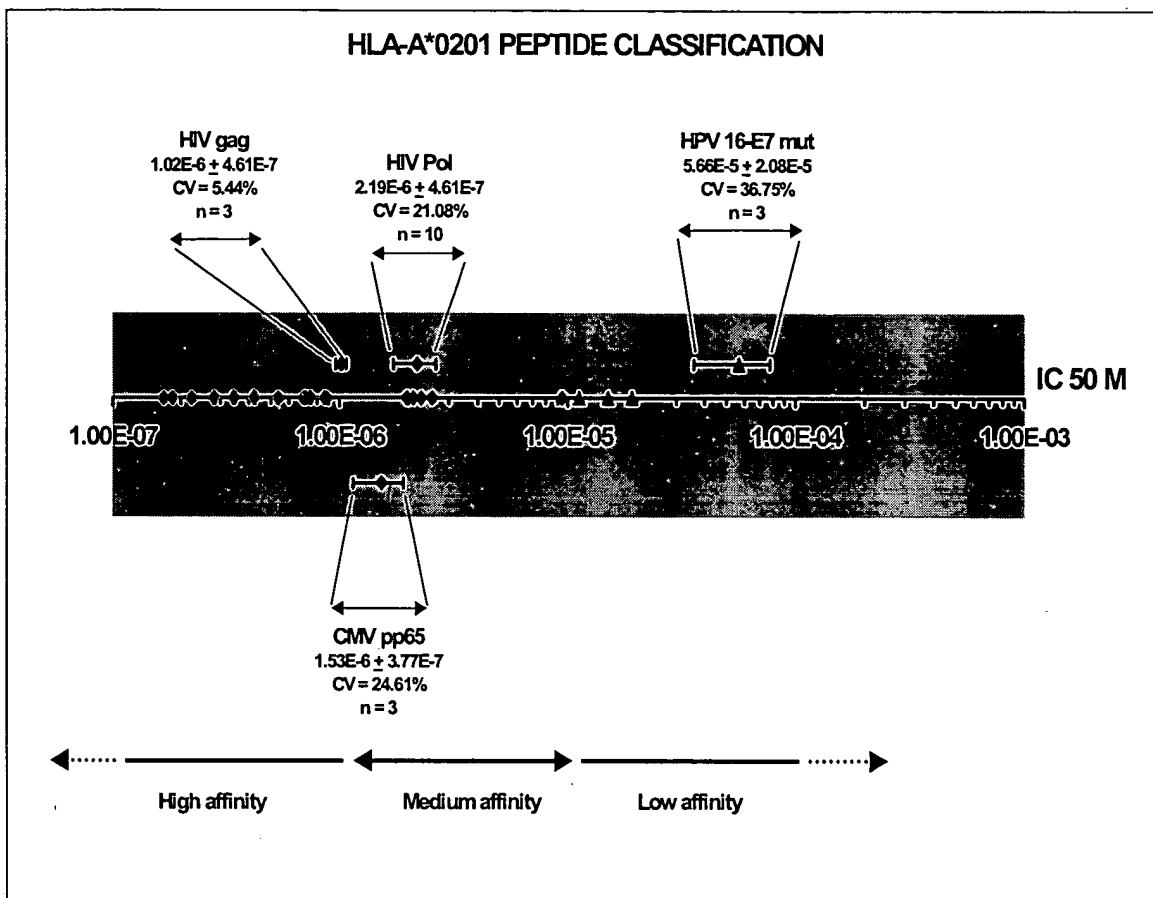 HLA-A*0201 PEPTIDE CLASSIFICATION
HIV gag
1.02E-6 ± 4.61E-7
CV = 5.44%
n = 3
HIV Pol
2.19E-6 ± 4.61E-7
CV = 21.08%
n = 10
HPV 16-E7 mut
5.66E-5 ± 2.08E-5
CV = 36.75%
n = 3
IC 50 M
1.00E-07 1.00E-06 1.00E-05 1.00E-04 1.00E-03
CMV pp65
1.53E-6 ± 3.77E-7
CV = 24.61%
n = 3
High affinity Medium affinity Low affinity